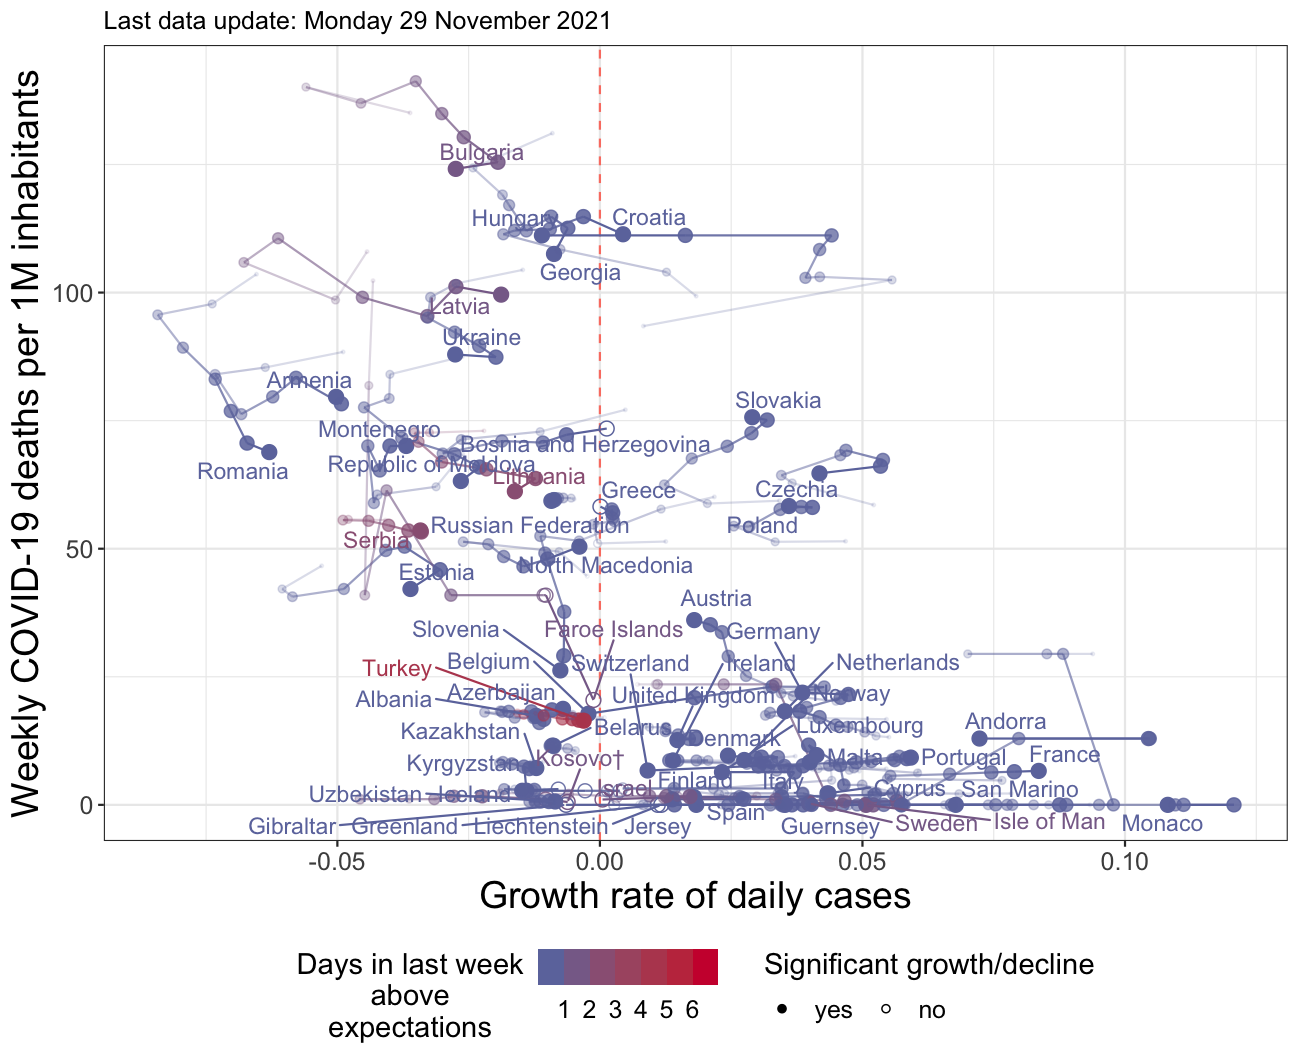 Last data update: Monday 29 November 2021
Weekly COVID-19 deaths per 1M inhabitants
100
50
0
Bulgaria
Hungary
Croatia
Georgia
Latvia
Ukraine
Armenia
Slovakia
Montenegro
Bosnia and Herzegovina
Romania
Republic of Moldova
Lithuania
Greece
Czechia
Russian Federation
Poland
Serbia
North Macedonia
Estonia
Austria
Slovenia
Faroe Islands
Germany
Turkey
Belgium
Switzerland
Ireland
Netherlands
Albania
Azerbaijan
United Kingdom
Norway
Kazakhstan
Belarus
Denmark
Luxembourg
Andorra
Kyrgyzstan
Kosovo†
Malta
Portugal
France
Uzbekistan
Iceland
Israel
Finland
Italy
Cyprus
San Marino
Gibraltar
Greenland
Liechtenstein
Jersey
Spain
Guernsey
Sweden
Isle of Man
Monaco
-0.05
0.00
0.05
0.10
Growth rate of daily cases
Days in last week
above
expectations
1 2 3 4 5 6
Significant growth/decline
yes
no